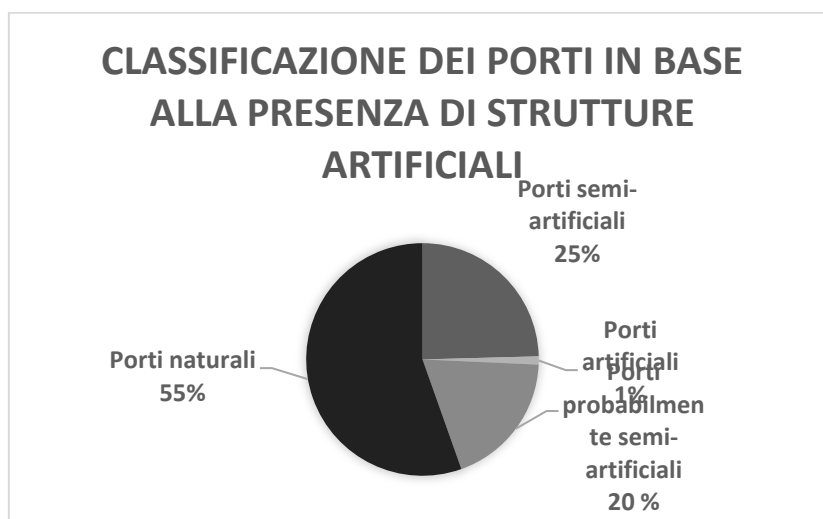 CLASSIFICAZIONE DEI PORTI IN BASE
ALLA PRESENZA DI STRUTTURE
ARTIFICIALI
Porti semi-
artificiali
25%
Porti
artificiali
1%
Porti
probabilmen
te semi-
artificiali
20 %
Porti naturali
55%